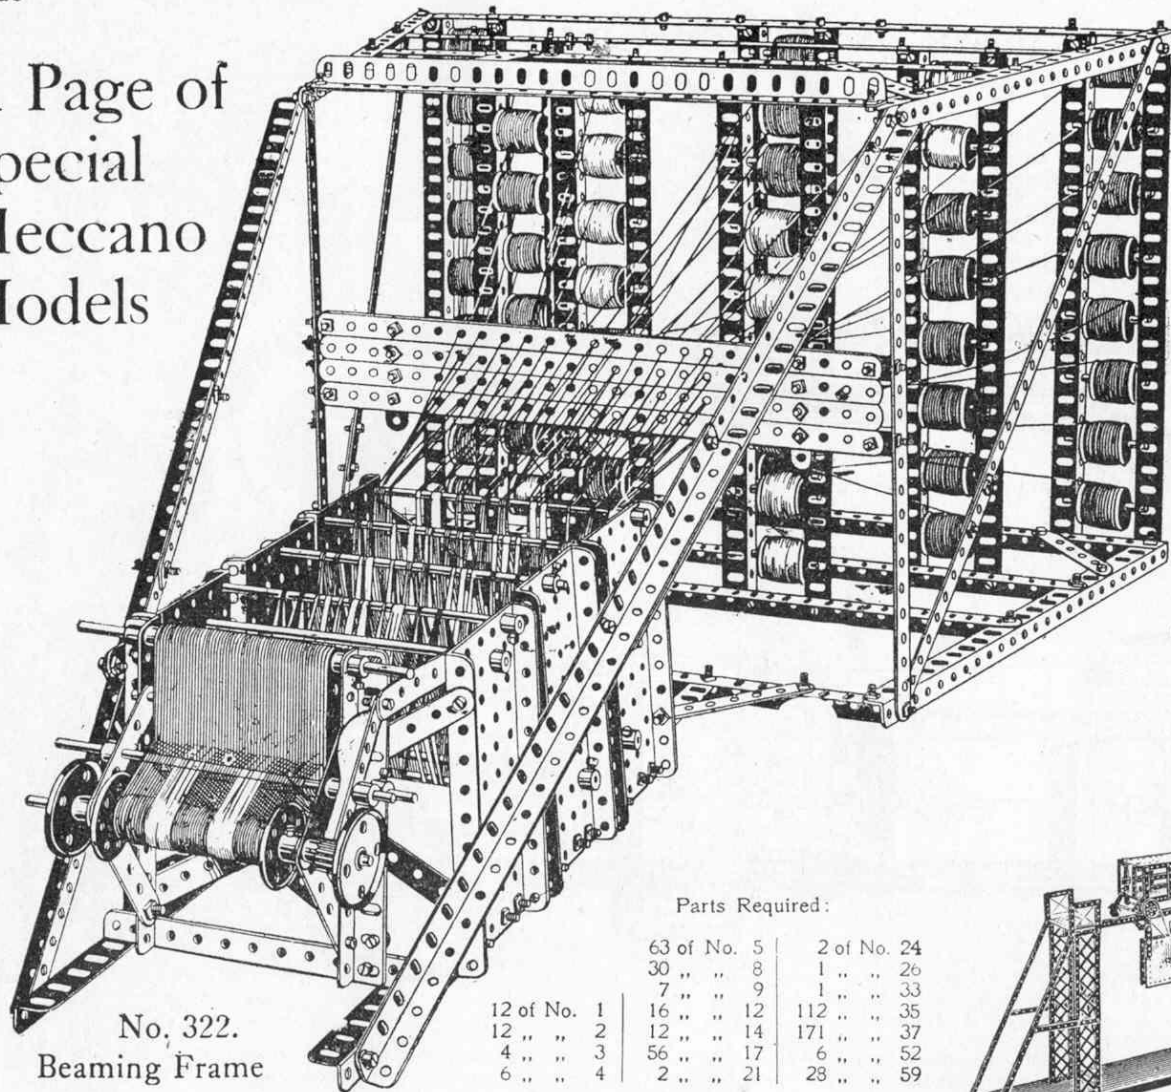 Page of
pecial
eccano
odels
No. 322.
Beaming Frame
Parts Required:
12 of No. 1
12 „ „ 2
4 „ „ 3
6 „ „ 4
63 of No. 5
30 „ „ 8
7 „ „ 9
16 „ „ 12
12 „ „ 14
56 „ „ 17
2 „ „ 21
2 of No. 24
1 „ „ 26
1 „ „ 33
112 „ „ 35
171 „ „ 37
6 „ „ 52
28 „ „ 59